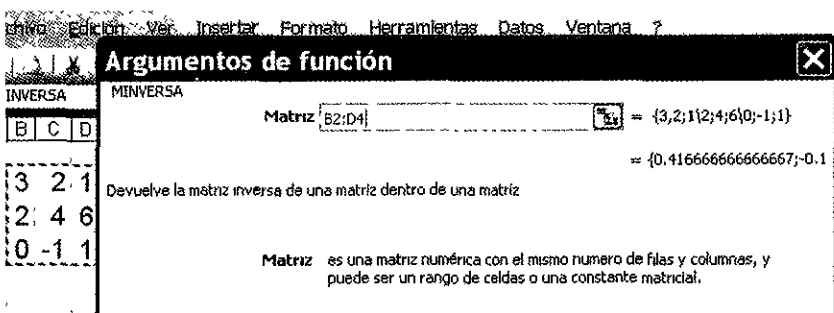 chivo Edición Ver Insertar Formato Herramientas Datos Ventana ?
Argumentos de función
INVERSA
MINVERSA
Matriz B2:D4 = {3,2;1\2;4;6\0;-1;1}
B C D
= {0.416666666666667;-0.1
3 2 1
Devuelve la matriz inversa de una matriz dentro de una matriz
2 4 6
0 -1 1
Matriz es una matriz numérica con el mismo numero de filas y columnas, y
puede ser un rango de celdas o una constante matricial.